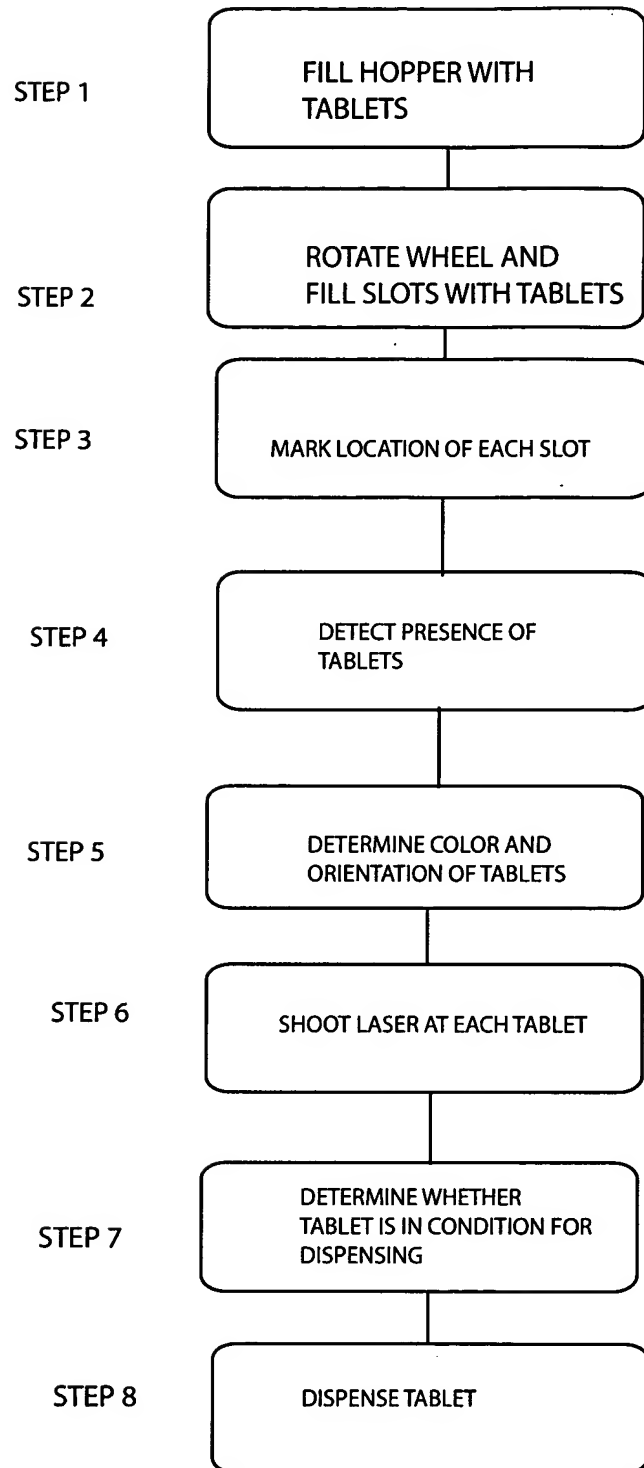 STEP 1
FILL HOPPER WITH
TABLETS
STEP 2
ROTATE WHEEL AND
FILL SLOTS WITH TABLETS
STEP 3
MARK LOCATION OF EACH SLOT
STEP 4
DETECT PRESENCE OF
TABLETS
STEP 5
DETERMINE COLOR AND
ORIENTATION OF TABLETS
STEP 6
SHOOT LASER AT EACH TABLET
STEP 7
DETERMINE WHETHER
TABLET IS IN CONDITION FOR
DISPENSING
STEP 8
DISPENSE TABLET